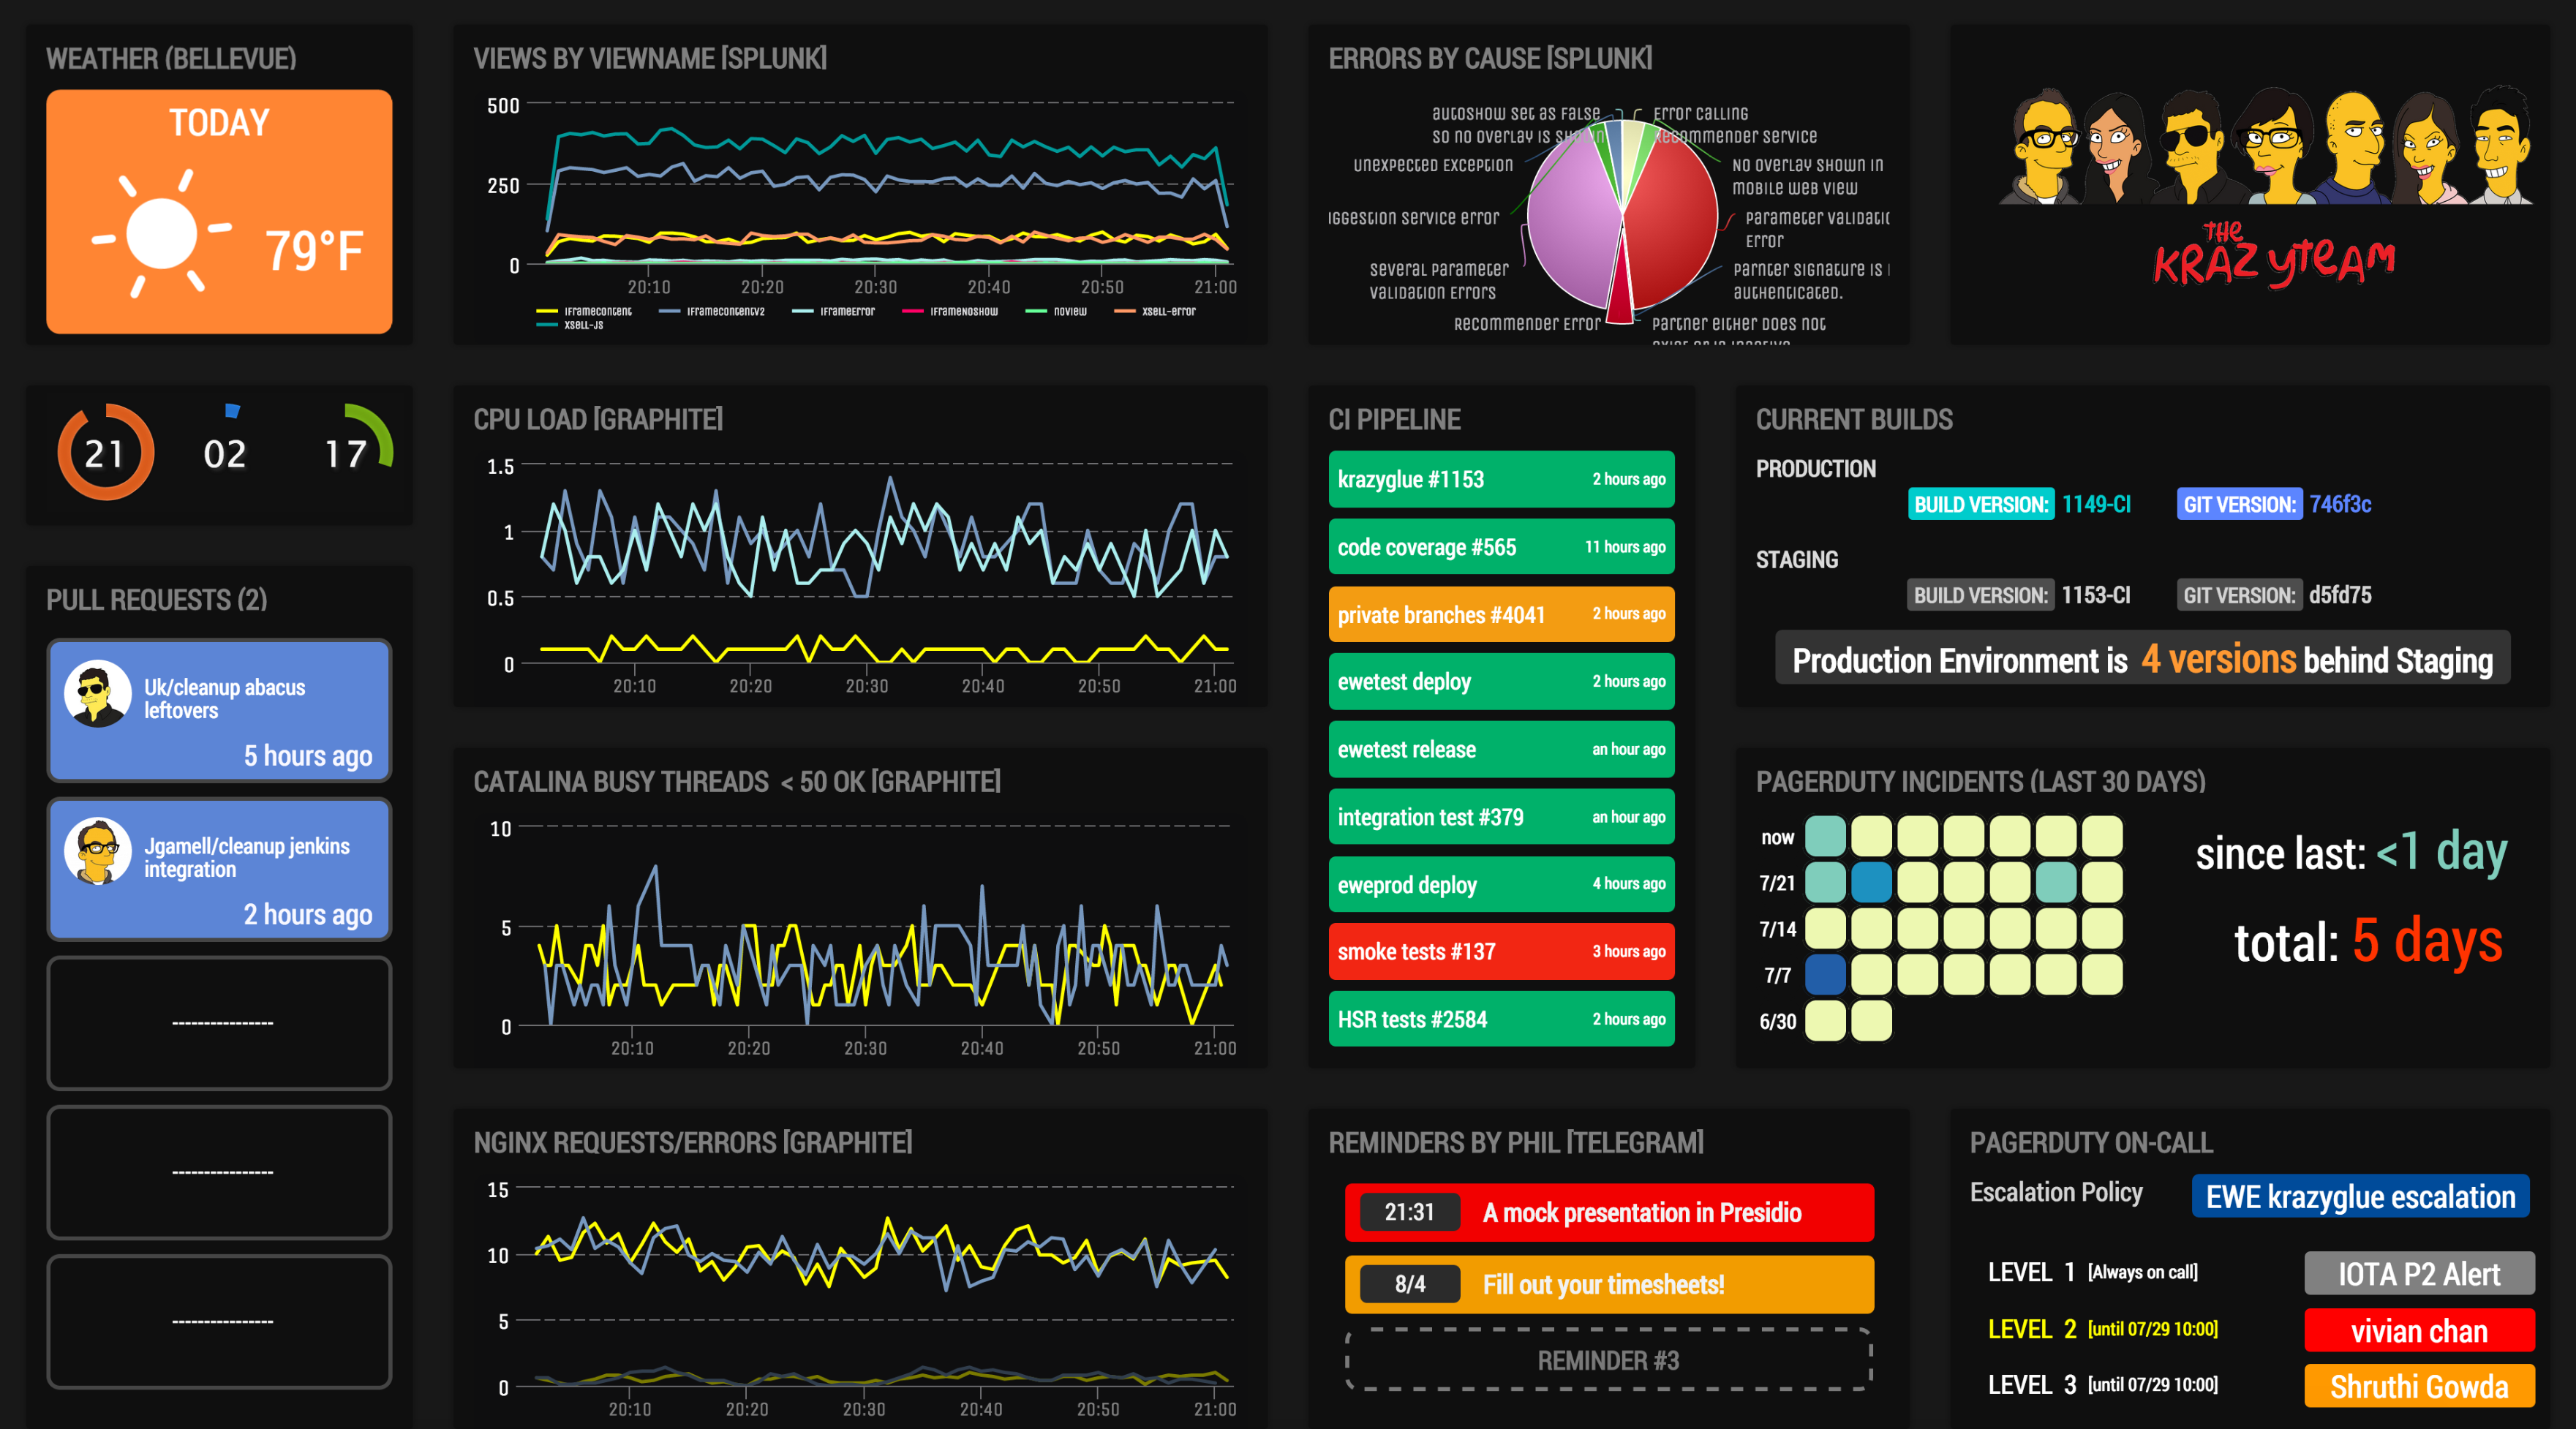 WEATHER (BELLEVUE)
TODAY
79°F
VIEWS BY VIEWNAME [SPLUNK]
500
250
0
20:10 20:20 20:30 20:40 20:50 21:00
iframecontent iframecontentv2 iframeError iframeNoShow noview xsell-error
xsell-JS
ERRORS BY CAUSE [SPLUNK]
autoshow set as false
so no overlay is shown
Error calling
recommender service
unexpected exception
No overlay shown in
mobile web view
iggestion service error
Parameter validatic
Error
several parameter
validation errors
Parnter signature is
authenticated.
Recommender Error
Partner either does not
THE
KRAZYTEAM
21 02 17
PULL REQUESTS (2)
Uk/cleanup abacus
leftovers
5 hours ago
Jgamell/cleanup jenkins
integration
2 hours ago
----------------
----------------
----------------
CPU LOAD [GRAPHITE]
1.5
1
0.5
0
20:10 20:20 20:30 20:40 20:50 21:00
CATALINA BUSY THREADS < 50 OK [GRAPHITE]
10
5
0
20:10 20:20 20:30 20:40 20:50 21:00
NGINX REQUESTS/ERRORS [GRAPHITE]
15
10
5
0
20:10 20:20 20:30 20:40 20:50 21:00
CI PIPELINE
krazyglue #1153 2 hours ago
code coverage #565 11 hours ago
private branches #4041 2 hours ago
ewetest deploy 2 hours ago
ewetest release an hour ago
integration test #379 an hour ago
eweprod deploy 4 hours ago
smoke tests #137 3 hours ago
HSR tests #2584 2 hours ago
CURRENT BUILDS
PRODUCTION
BUILD VERSION: 1149-CI GIT VERSION: 746f3c
STAGING
BUILD VERSION: 1153-CI GIT VERSION: d5fd75
Production Environment is 4 versions behind Staging
PAGERDUTY INCIDENTS (LAST 30 DAYS)
now
7/21
7/14
7/7
6/30
since last: <1 day
total: 5 days
REMINDERS BY PHIL [TELEGRAM]
21:31 A mock presentation in Presidio
8/4 Fill out your timesheets!
REMINDER #3
PAGERDUTY ON-CALL
Escalation Policy EWE krazyglue escalation
LEVEL 1 [Always on call] IOTA P2 Alert
LEVEL 2 [until 07/29 10:00] vivian chan
LEVEL 3 [until 07/29 10:00] Shruthi Gowda